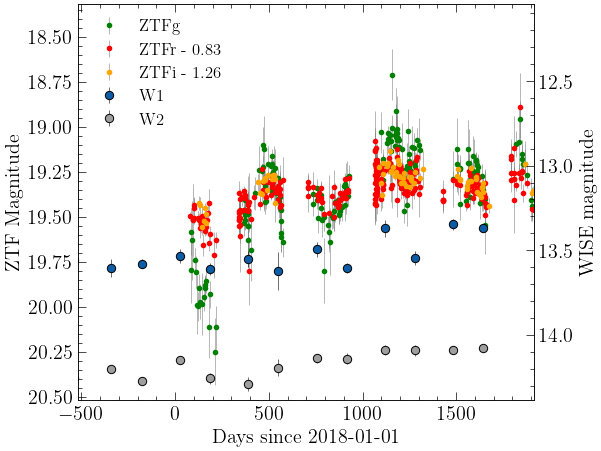 ZTFg
ZTFr - 0.83
ZTFi - 1.26
W1
W2
18.50
18.75
19.00
19.25
19.50
19.75
20.00
20.25
20.50
ZTF Magnitude
12.5
13.0
13.5
14.0
WISE magnitude
−500
0
500
1000
1500
Days since 2018-01-01